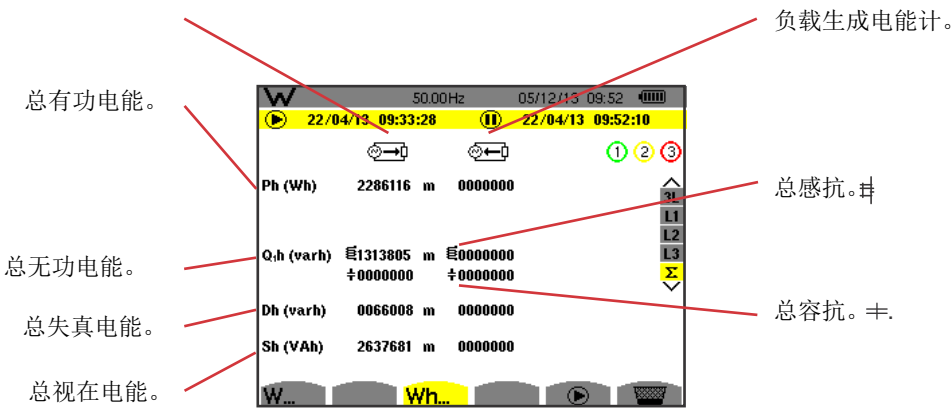 负载生成电能计。
总有功电能。
W 50.00Hz 05/12/13 09:52
22/04/13 09:33:28 22/04/13 09:52:10
1 2 3
Ph (Wh) 2286116 m 0000000
总感抗。
3L
L1
L2
L3
Σ
总无功电能。
Q₁h (varh) 1313805 m 0000000
0000000 0000000
总容抗。
总失真电能。
Dh (varh) 0066008 m 0000000
Sh (VAh) 2637681 m 0000000
总视在电能。
W... Wh...